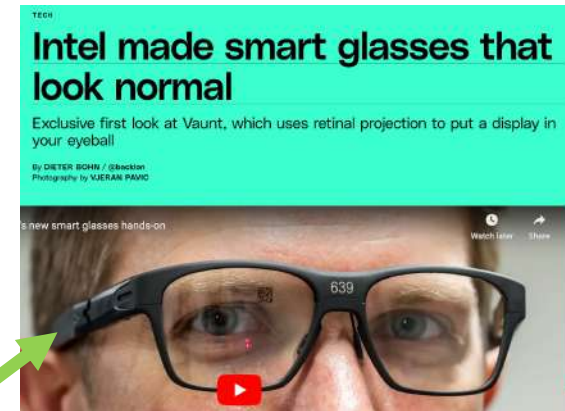 TECH
Intel made smart glasses that
look normal
Exclusive first look at Vaunt, which uses retinal projection to put a display in
your eyeball
By DIETER BOHN / @backlon
Photography by VJERAN PAVIC
's new smart glasses hands-on
Watch later
Share
639